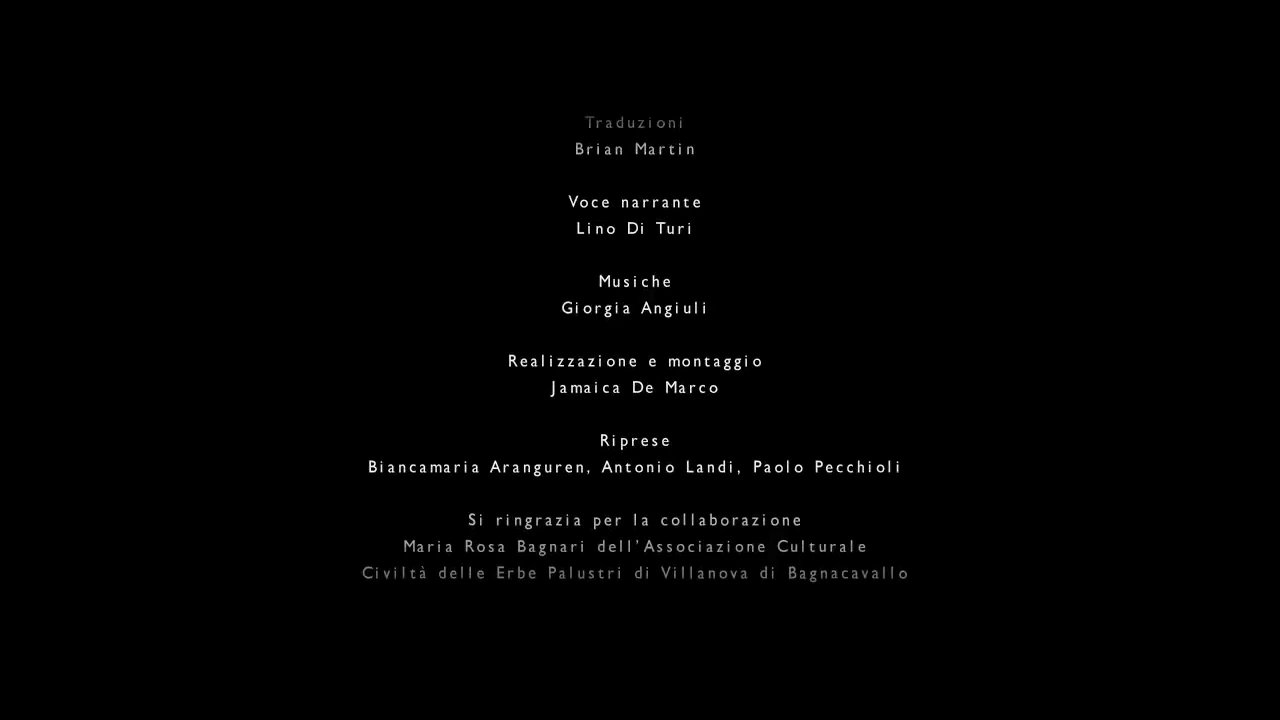 Traduzioni
Brian Martin
Voce narrante
Lino Di Turi
Musiche
Giorgia Angiuli
Realizzazione e montaggio
Jamaica De Marco
Riprese
Biancamaria Aranguren, Antonio Landi, Paolo Pecchioli
Si ringrazia per la collaborazione
Maria Rosa Bagnari dell'Associazione Culturale
Civiltà delle Erbe Palustri di Villanova di Bagnacavallo